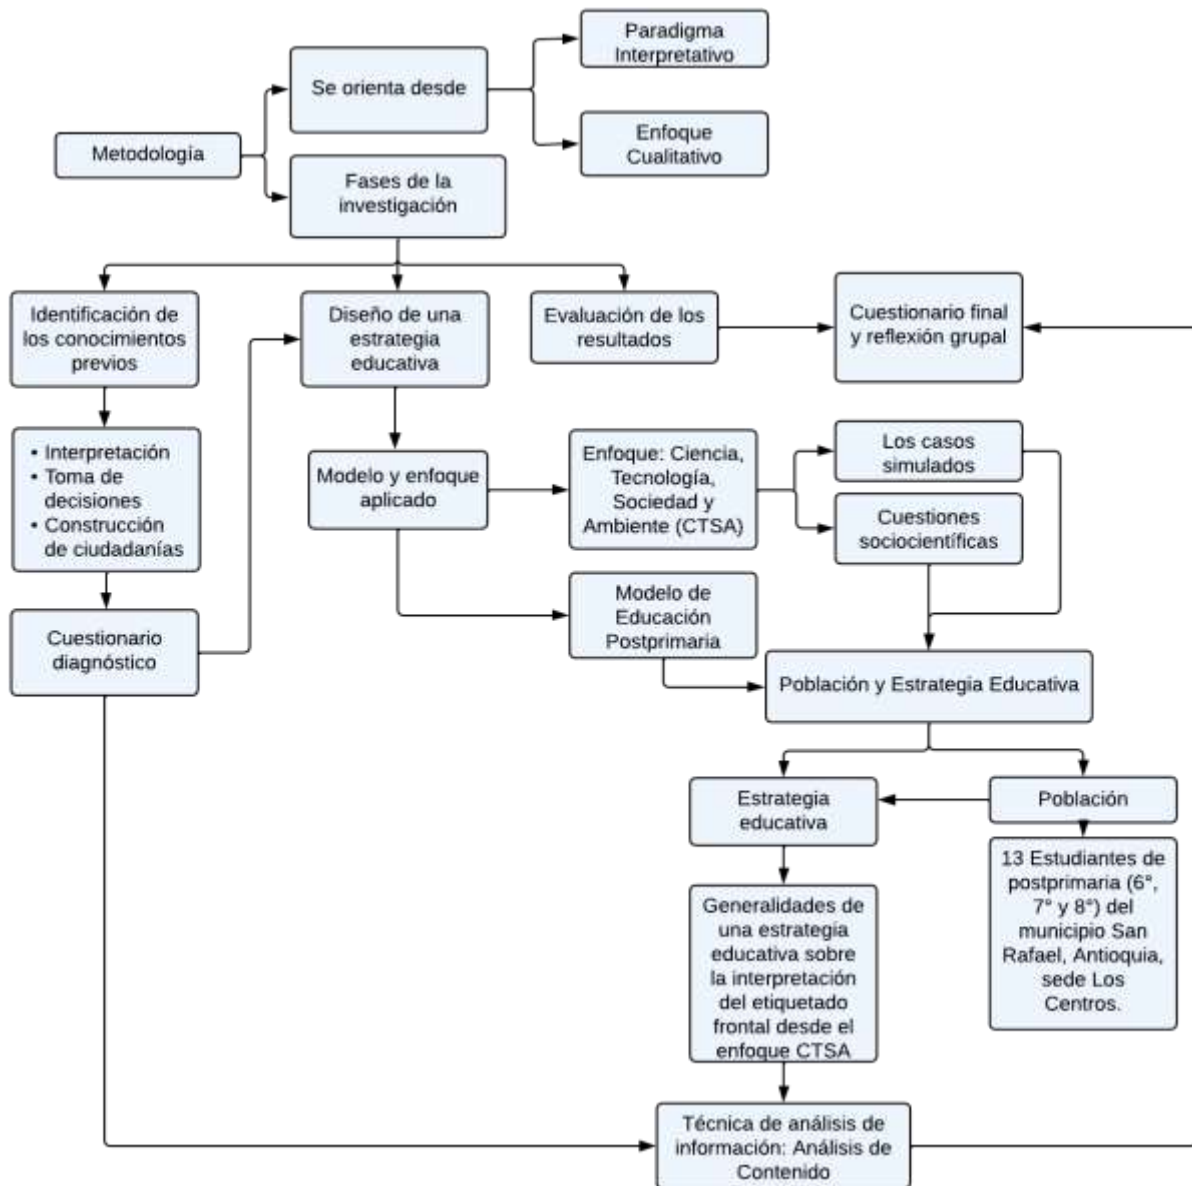 Paradigma
Interpretativo
Se orienta desde
Enfoque
Cualitativo
Metodología
Fases de la
investigación
Identificación de
los conocimientos
previos
Diseño de una
estrategia
educativa
Evaluación de los
resultados
Cuestionario final
y reflexión grupal
• Interpretación
• Toma de
decisiones
• Construcción
de ciudadanías
Modelo y enfoque
aplicado
Enfoque: Ciencia,
Tecnología,
Sociedad y
Ambiente (CTSA)
Los casos
simulados
Cuestiones
sociocientíficas
Cuestionario
diagnóstico
Modelo de
Educación
Postprimaria
Población y Estrategia Educativa
Estrategia
educativa
Población
Generalidades de
una estrategia
educativa sobre
la interpretación
del etiquetado
frontal desde el
enfoque CTSA
13 Estudiantes de
postprimaria (6°,
7° y 8°) del
municipio San
Rafael, Antioquia,
sede Los
Centros.
Técnica de análisis de
información: Análisis de
Contenido